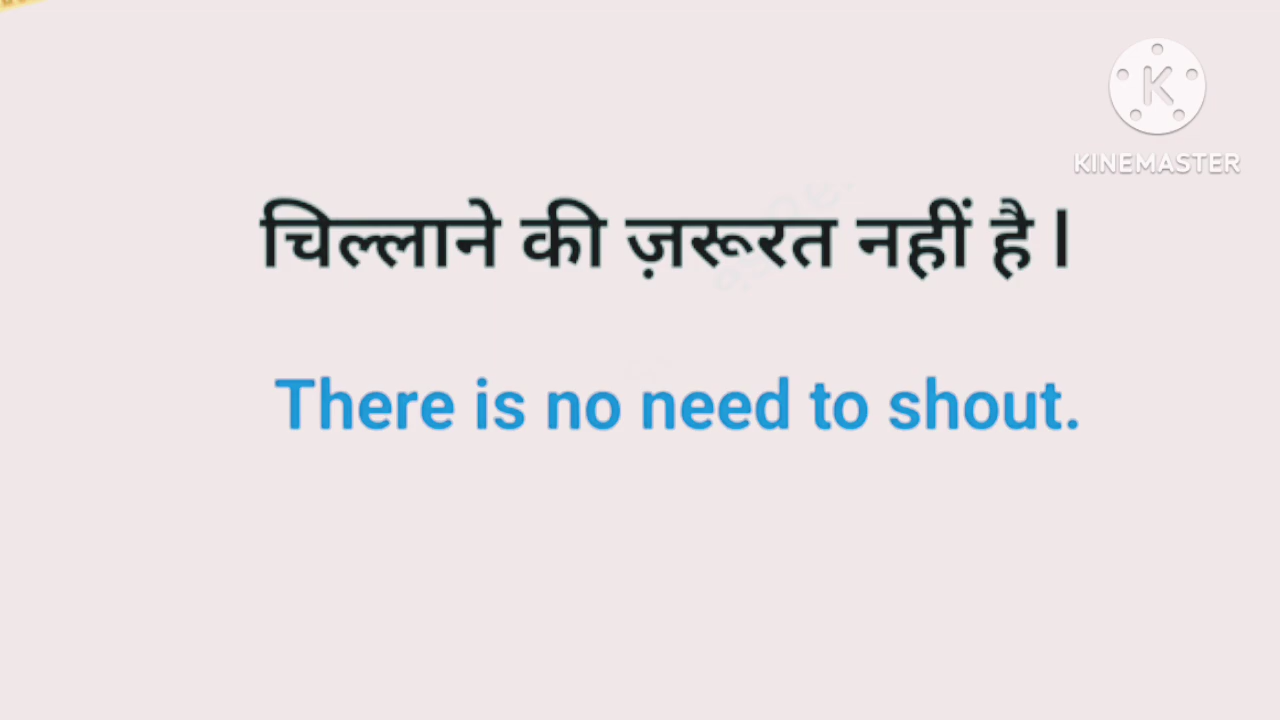 KINEMASTER
चिल्लाने की ज़रूरत नहीं है।
There is no need to shout.